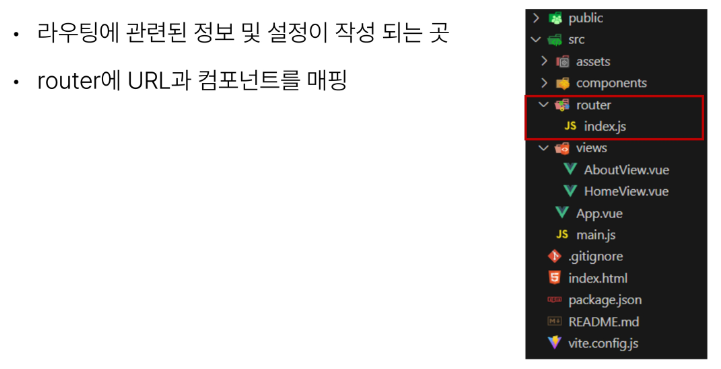 • 라우팅에 관련된 정보 및 설정이 작성 되는 곳
• router에 URL과 컴포넌트를 매핑
public
src
assets
components
router
JS index.js
views
AboutView.vue
HomeView.vue
App.vue
JS main.js
.gitignore
index.html
package.json
README.md
vite.config.js